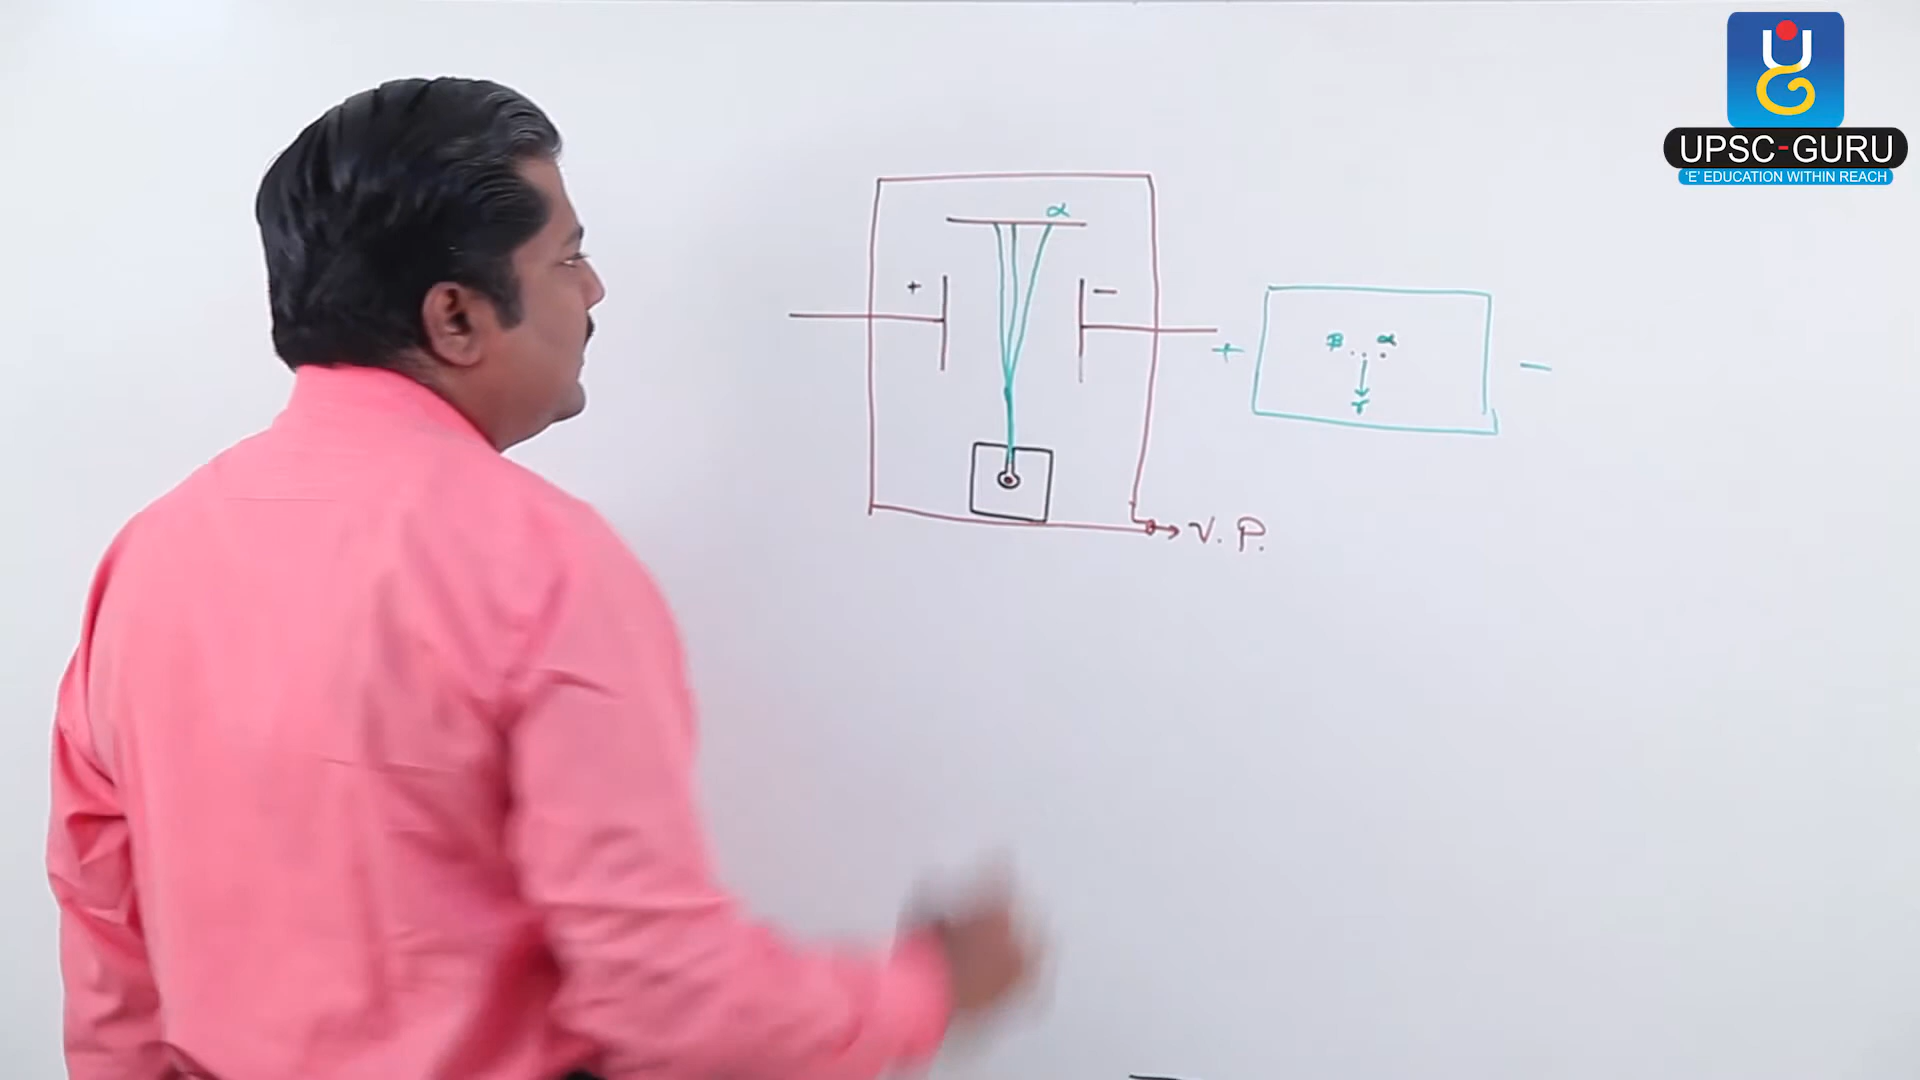 UPSC-GURU
'E' EDUCATION WITHIN REACH
α
+ −
+ B α −
γ
V. P.